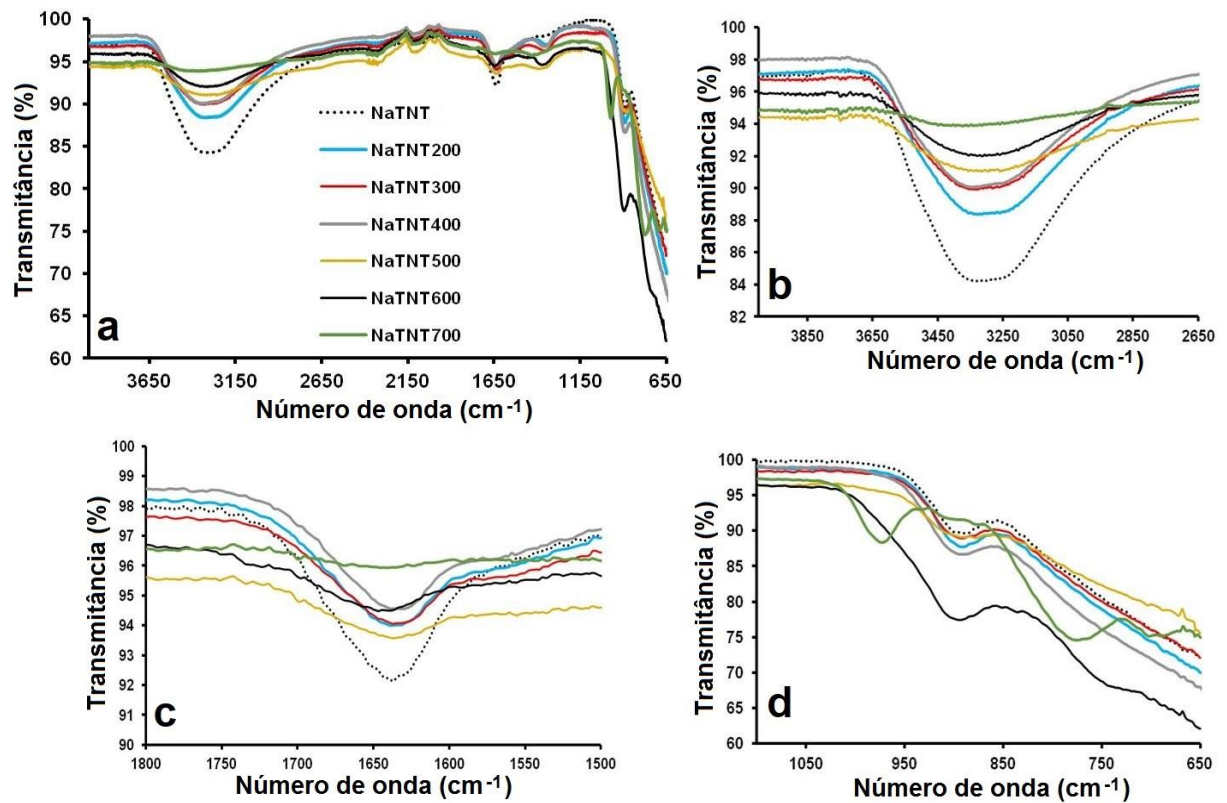 100
95
90
85
80
75
70
65
60
Transmitância (%)
NaTNT
NaTNT200
NaTNT300
NaTNT400
NaTNT500
NaTNT600
NaTNT700
a
3650 3150 2650 2150 1650 1150 650
Número de onda (cm-1)
100
98
96
94
92
90
88
86
84
82
Transmitância (%)
b
3850 3650 3450 3250 3050 2850 2650
Número de onda (cm-1)
100
99
98
97
96
95
94
93
92
91
90
Transmitância (%)
c
1800 1700 1600 1500
Número de onda (cm-1)
100
95
90
85
80
75
70
65
60
Transmitância (%)
d
1050 950 850 750 650
Número de onda (cm-1)